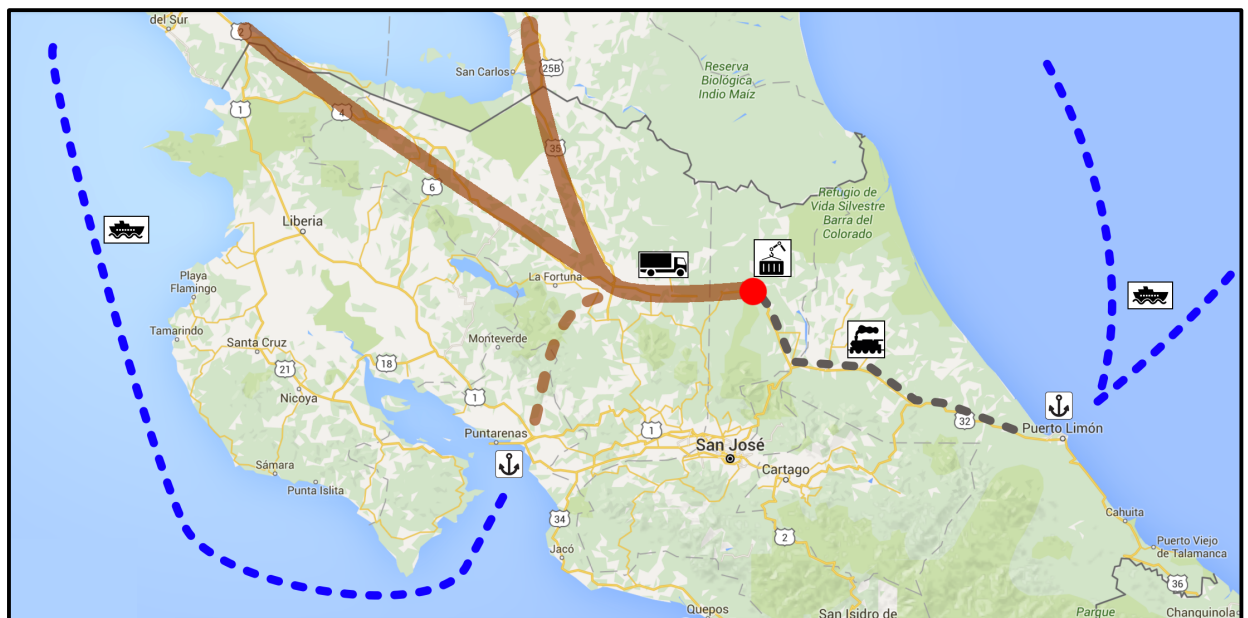 del Sur
2
San Carlos
25B
Reserva
Biológica
Indio Maíz
1
4
35
6
Refugio de
Vida Silvestre
Barra del
Colorado
Liberia
La Fortuna
Playa
Flamingo
Tamarindo
Santa Cruz
Monteverde
21
18
Nicoya
1
Puntarenas
1
San José
32
Puerto Limón
Cartago
Sámara
Punta Islita
34
Jacó
2
Cahuita
Puerto Viejo
de Talamanca
36
Quepos
San Isidro de
Parque
Changuinola